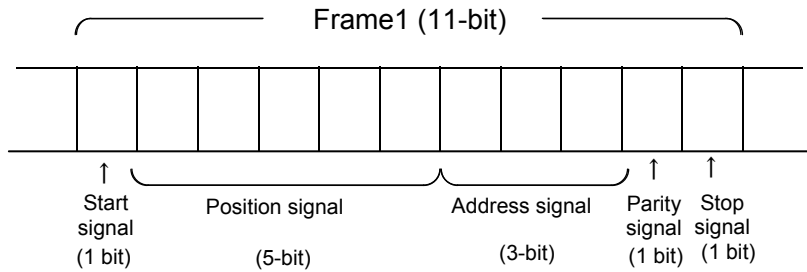 Frame1 (11-bit)
Start
signal
(1 bit)
Position signal
(5-bit)
Address signal
(3-bit)
Parity
signal
(1 bit)
Stop
signal
(1 bit)